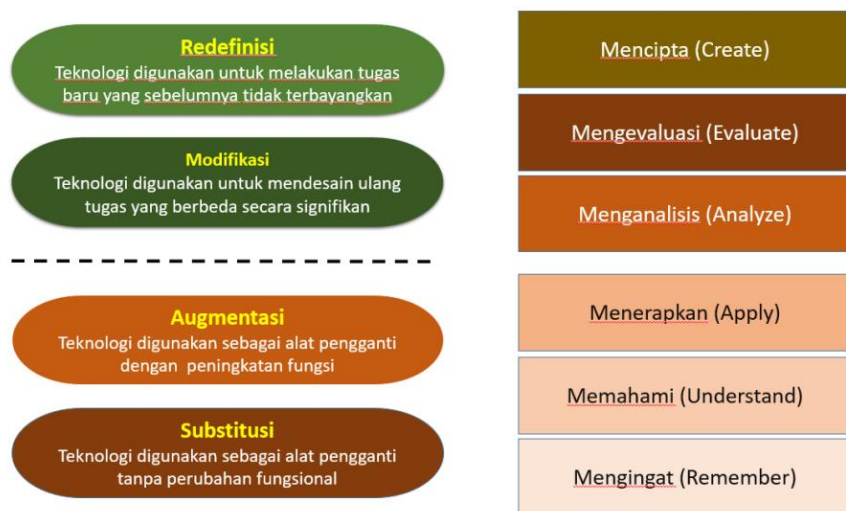 Redefinisi
Teknologi digunakan untuk melakukan tugas
baru yang sebelumnya tidak terbayangkan
Modifikasi
Teknologi digunakan untuk mendesain ulang
tugas yang berbeda secara signifikan
Augmentasi
Teknologi digunakan sebagai alat pengganti
dengan peningkatan fungsi
Substitusi
Teknologi digunakan sebagai alat pengganti
tanpa perubahan fungsional
Mencipta (Create)
Mengevaluasi (Evaluate)
Menganalisis (Analyze)
Menerapkan (Apply)
Memahami (Understand)
Mengingat (Remember)